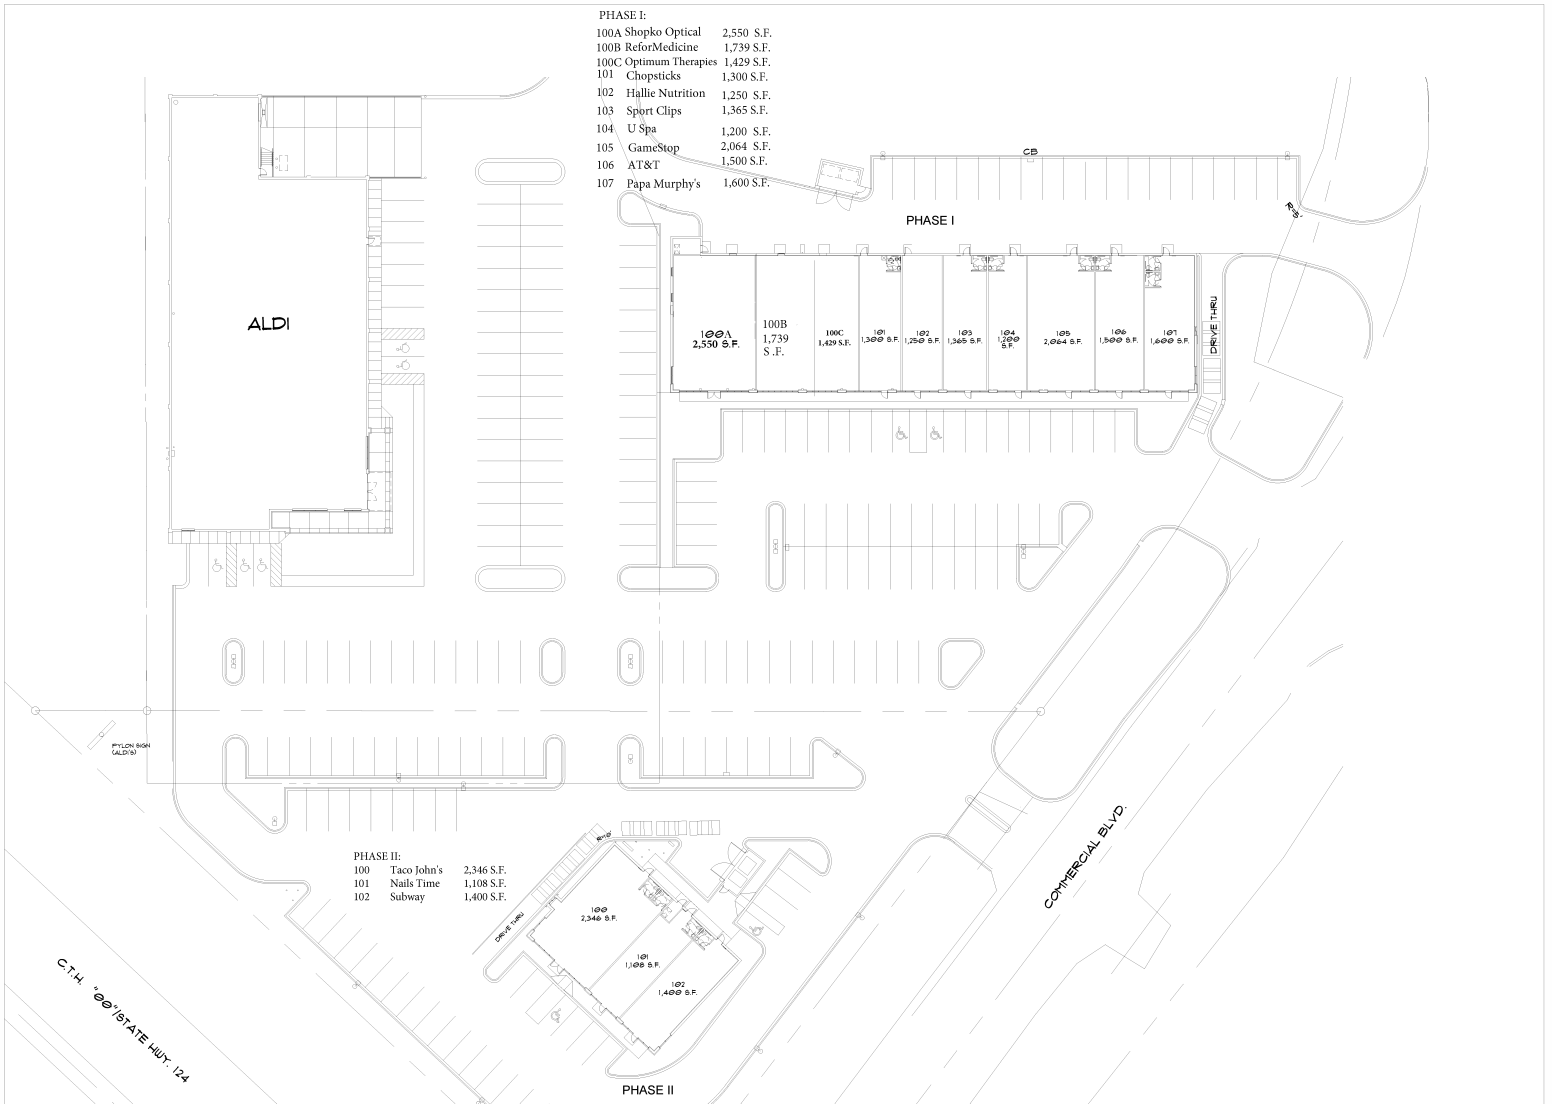 PHASE I:
100A Shopko Optical 2,550 S.F.
100B ReforMedicine 1,739 S.F.
100C Optimum Therapies 1,429 S.F.
101 Chopsticks 1,300 S.F.
102 Hallie Nutrition 1,250 S.F.
103 Sport Clips 1,365 S.F.
104 U Spa 1,200 S.F.
105 GameStop 2,064 S.F.
106 AT&T 1,500 S.F.
107 Papa Murphy's 1,600 S.F.
CB
R=5'
PHASE I
ALDI
100A
2,550 S.F.
100B
1,739
S .F.
100C
1,429 S.F.
101
1,300 S.F.
102
1,250 S.F.
103
1,365 S.F.
104
1,200
S.F.
105
2,064 S.F.
106
1,500 S.F.
107
1,600 S.F.
DRIVE THRU
PYLON SIGN
(ALDI'S)
COMMERCIAL BLVD.
PHASE II:
100 Taco John's 2,346 S.F.
101 Nails Time 1,108 S.F.
102 Subway 1,400 S.F.
DRIVE THRU
100
2,346 S.F.
101
1,108 S.F.
102
1,400 S.F.
C.T.H. "OO"/STATE HWY. 124
PHASE II